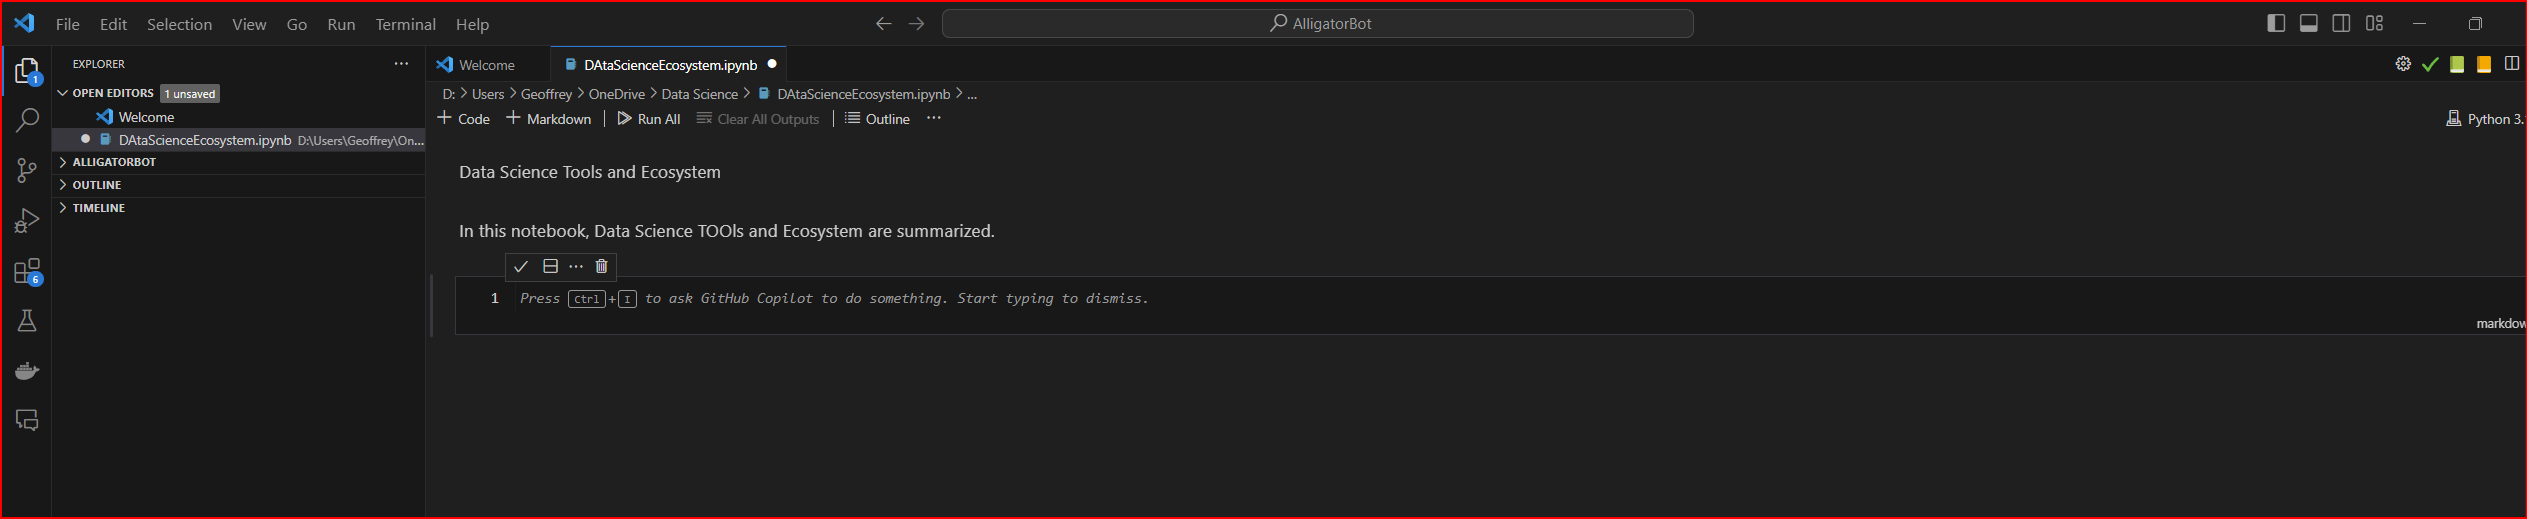 File Edit Selection View Go Run Terminal Help
AlligatorBot
EXPLORER
OPEN EDITORS 1 unsaved
Welcome
DAtaScienceEcosystem.ipynb D:\Users\Geoffrey\On...
ALLIGATORBOT
OUTLINE
TIMELINE
1
6
Welcome
DAtaScienceEcosystem.ipynb
D: > Users > Geoffrey > OneDrive > Data Science > DAtaScienceEcosystem.ipynb > ...
+ Code + Markdown | Run All Clear All Outputs | Outline ...
Python 3.
Data Science Tools and Ecosystem
In this notebook, Data Science TOOls and Ecosystem are summarized.
1 Press Ctrl + I to ask GitHub Copilot to do something. Start typing to dismiss.
markdow